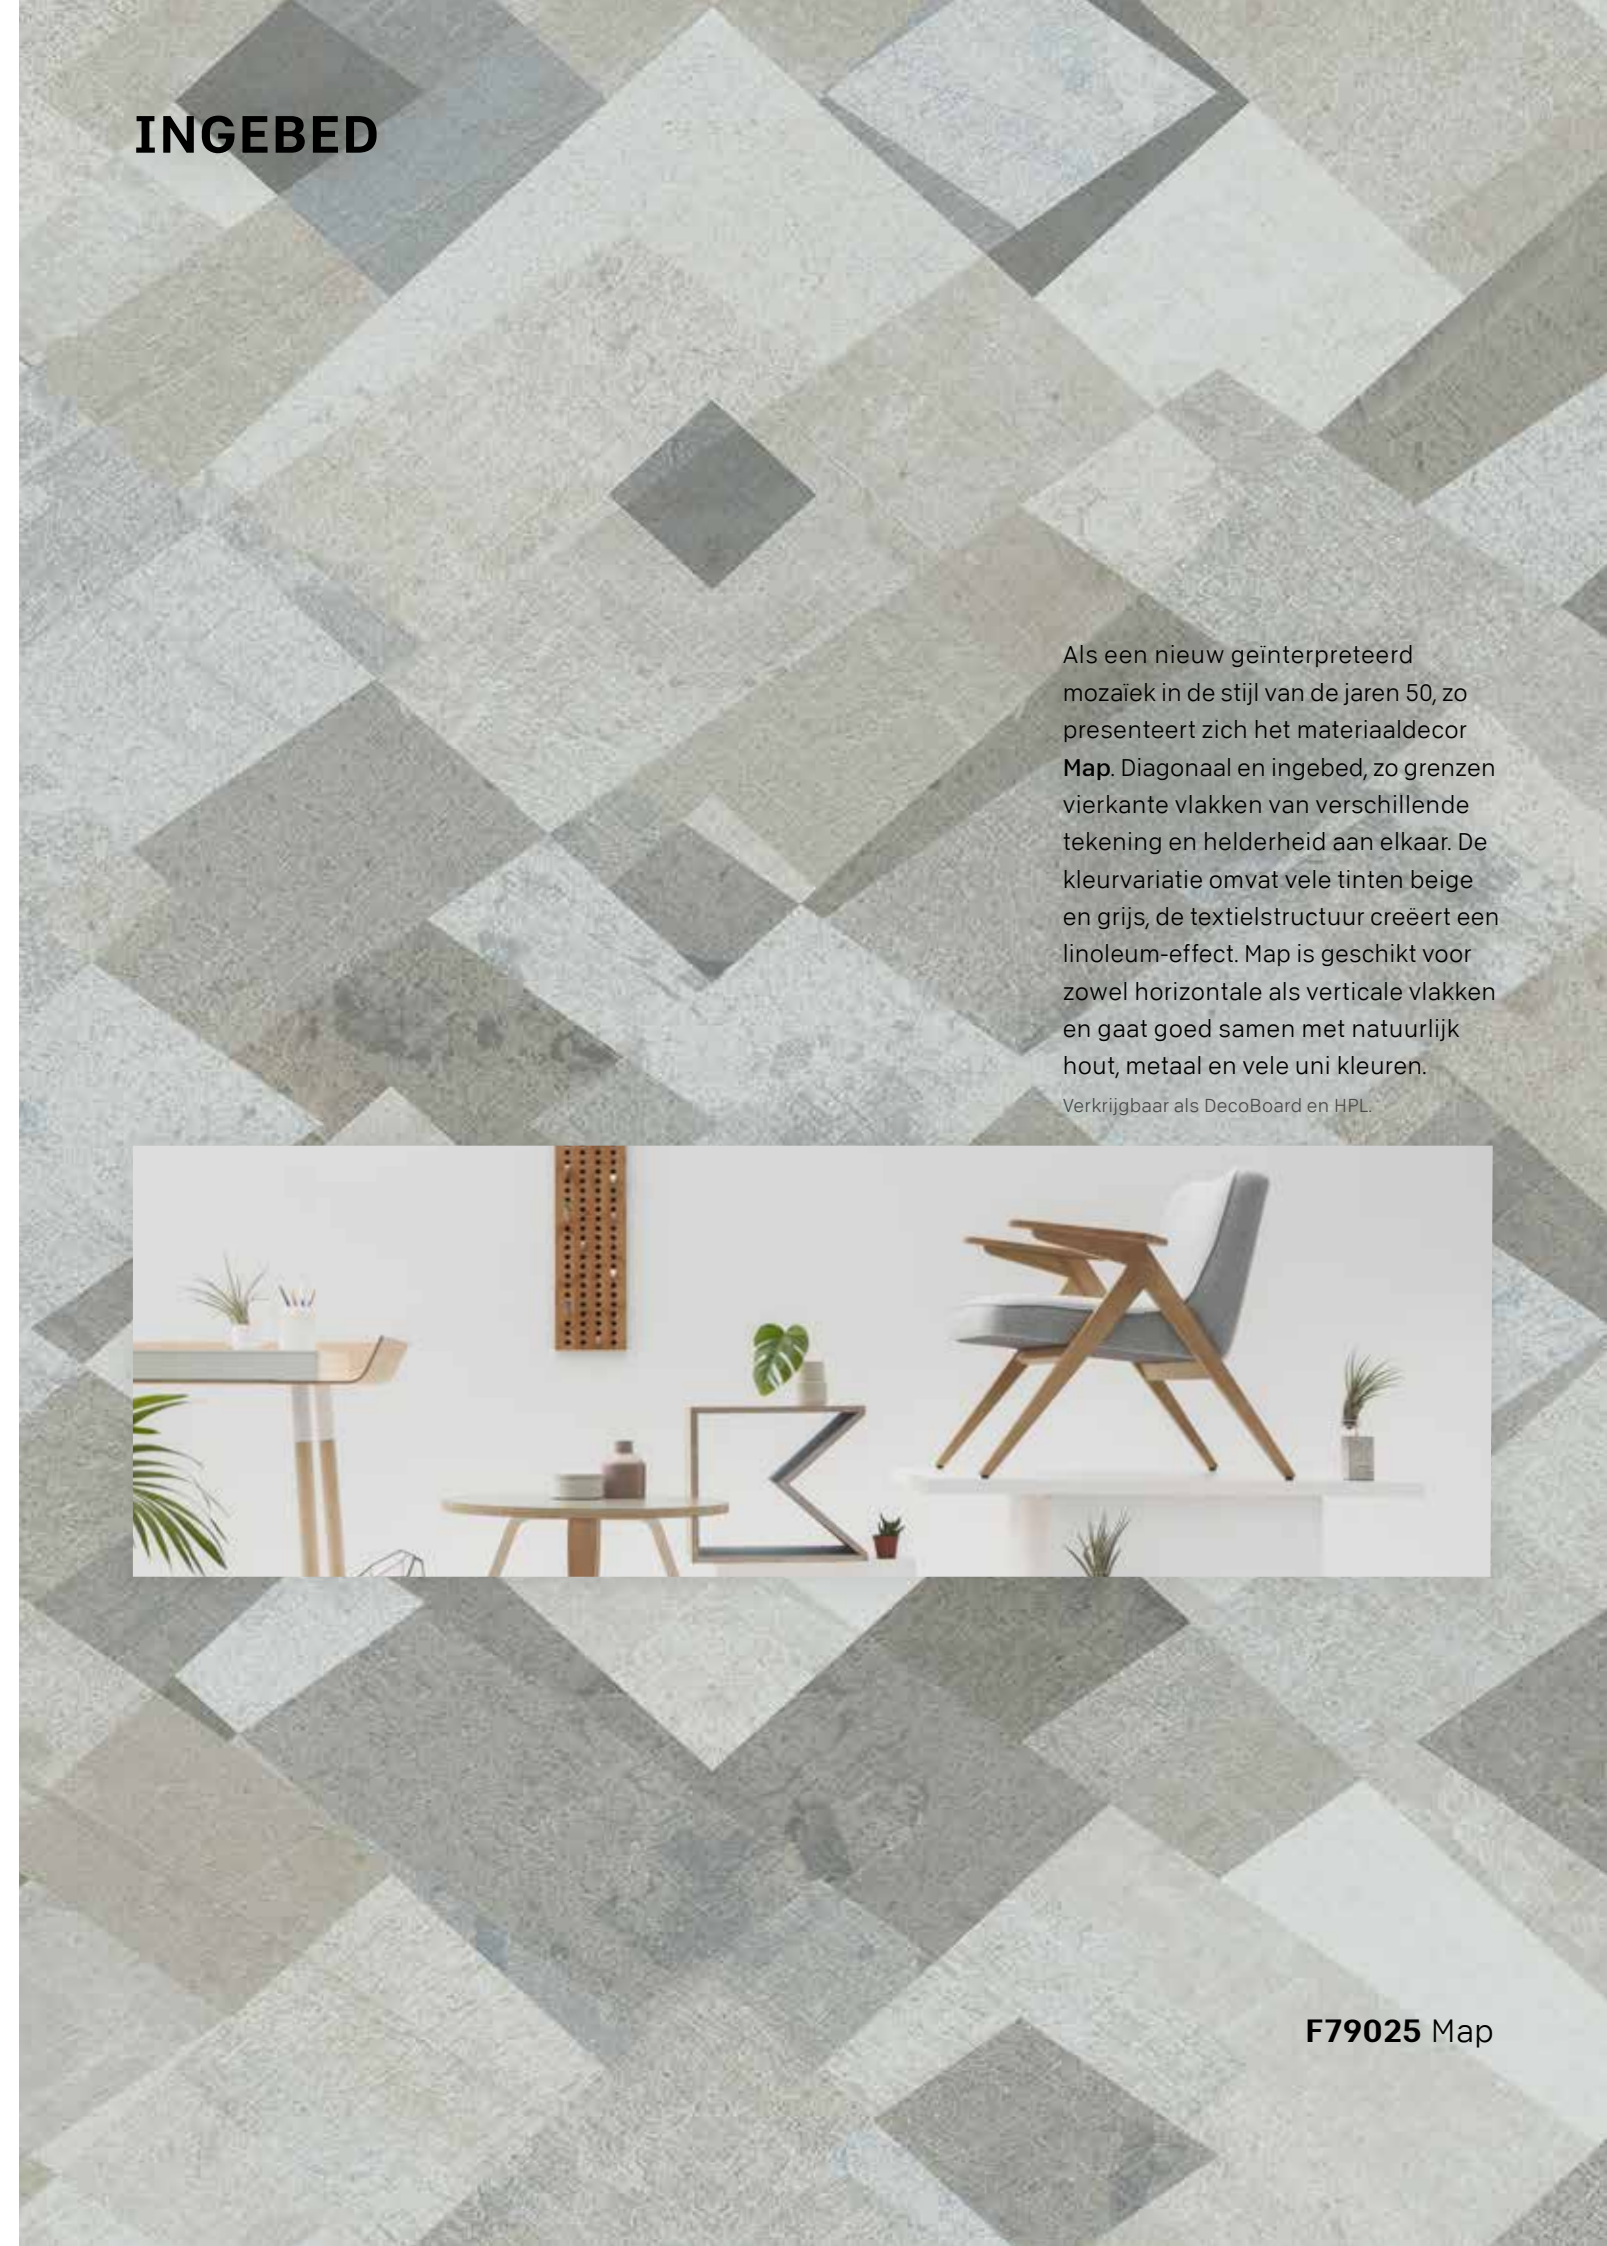 INGEBED
Als een nieuw geïnterpreteerd
mozaïek in de stijl van de jaren 50, zo
presenteert zich het materiaaldecor
Map. Diagonaal en ingebed, zo grenzen
vierkante vlakken van verschillende
tekening en helderheid aan elkaar. De
kleurvariatie omvat vele tinten beige
en grijs, de textielstructuur creëert een
linoleum-effect. Map is geschikt voor
zowel horizontale als verticale vlakken
en gaat goed samen met natuurlijk
hout, metaal en vele uni kleuren.
Verkrijgbaar als DecoBoard en HPL.
F79025 Map